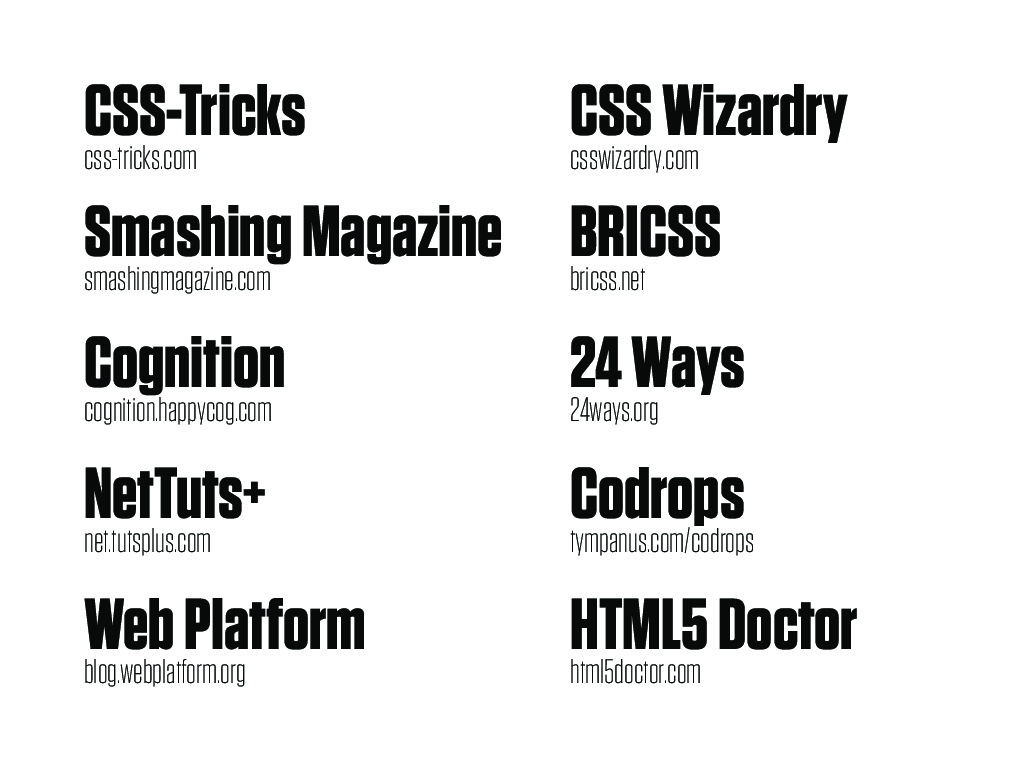 CSS-Tricks
css-tricks.com
Smashing Magazine
smashingmagazine.com
Cognition
cognition.happycog.com
NetTuts+
net.tutsplus.com
Web Platform
blog.webplatform.org
CSS Wizardry
csswizardry.com
BRICSS
bricss.net
24 Ways
24ways.org
Codrops
tympanus.com/codrops
HTML5 Doctor
html5doctor.com